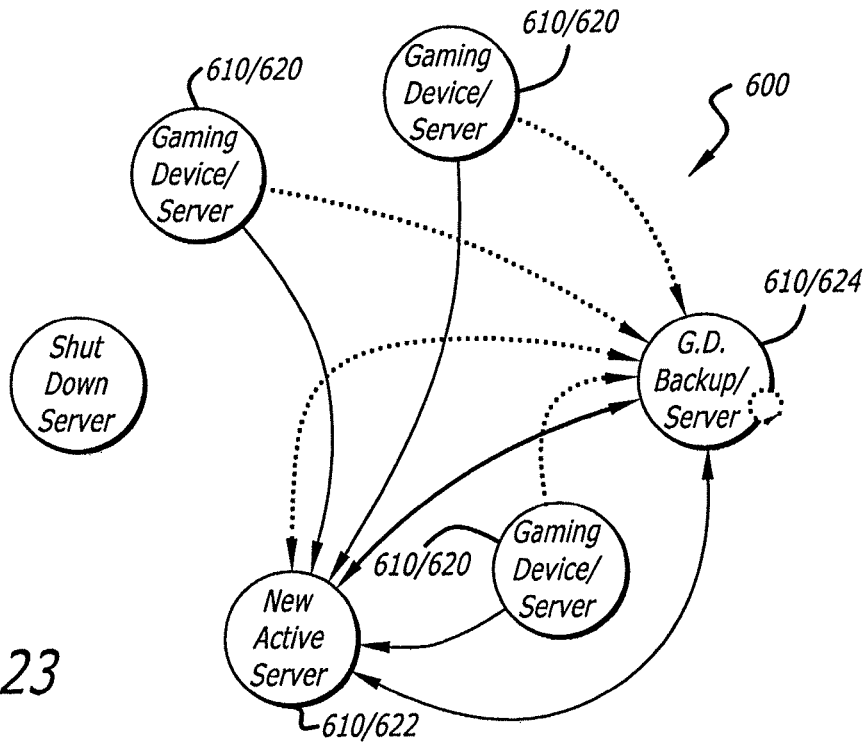 610/620
Gaming
Device/
Server
610/620
Gaming
Device/
Server
600
610/624
G.D.
Backup/
Server
Shut
Down
Server
610/620
Gaming
Device/
Server
New
Active
Server
610/622
23